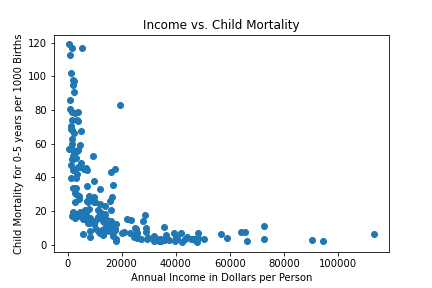 Income vs. Child Mortality
120
100
80
60
40
20
0
Child Mortality for 0-5 years per 1000 Births
0 20000 40000 60000 80000 100000
Annual Income in Dollars per Person